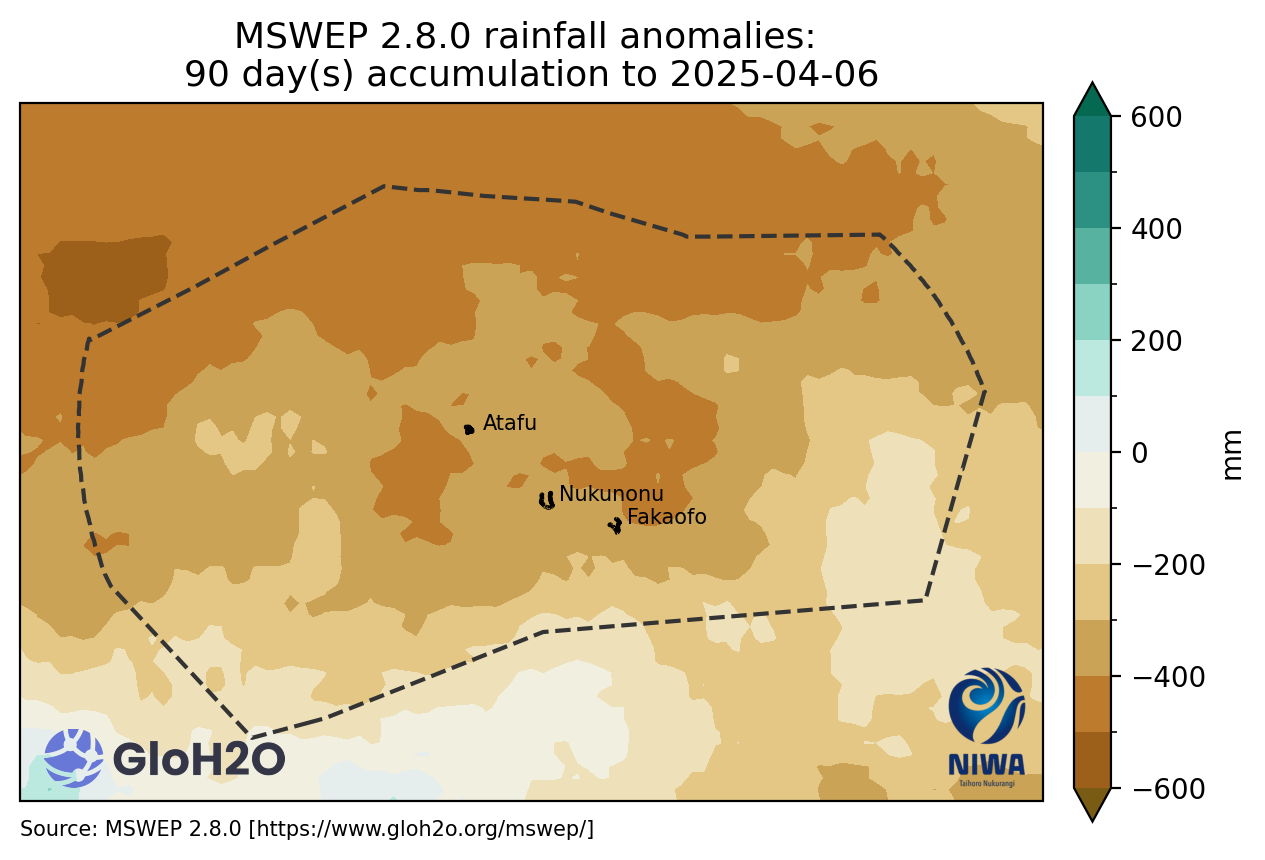 MSWEP 2.8.0 rainfall anomalies:
90 day(s) accumulation to 2025-04-06
600
400
200
0
−200
−400
−600
mm
Atafu
Nukunonu
Fakaofo
GloH2O
NIWA
Taihoro Nukurangi
Source: MSWEP 2.8.0 [https://www.gloh2o.org/mswep/]